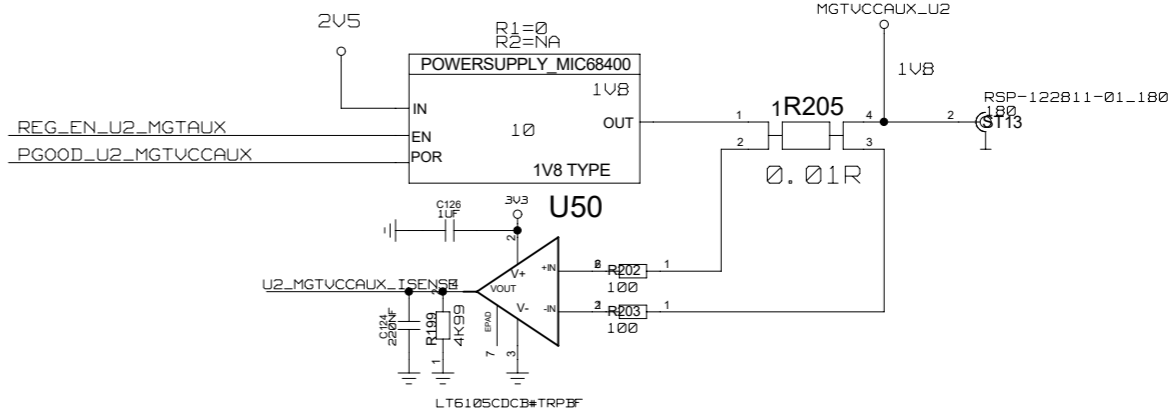 MGTVCCAUX_U2
2V5
R1=0
R2=NA
POWERSUPPLY_MIC68400
1V8
1V8
RSP-122811-01_180
180
ST13
IN
10
OUT
1
1R205
4
2
REG_EN_U2_MGTAUX
EN
PGOOD_U2_MGTVCCAUX
POR
2
3
1V8 TYPE
0.01R
U50
C126
1UF
3V3
2
V+
+IN
R202
1
100
U2_MGTVCCAUX_ISENSE
VOUT
V-
-IN
R203
1
100
C124
220NF
R199
4K99
1
EPAD
7
3
LT6105CDCB#TRPBF